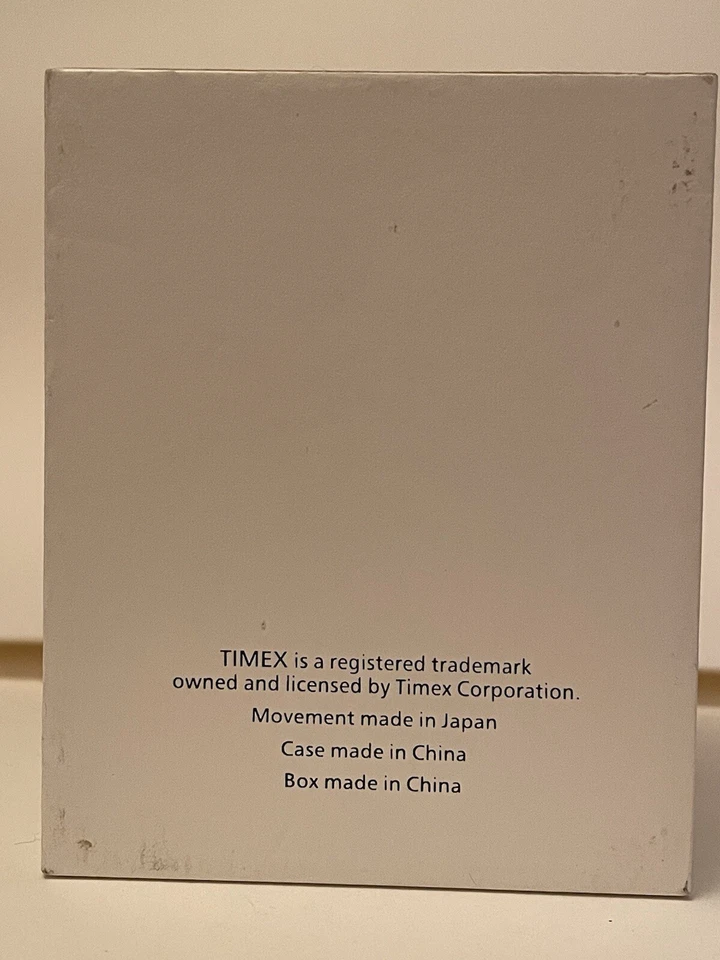 TIMEX is a registered trademark
owned and licensed by Timex Corporation.
Movement made in Japan
Case made in China
Box made in China